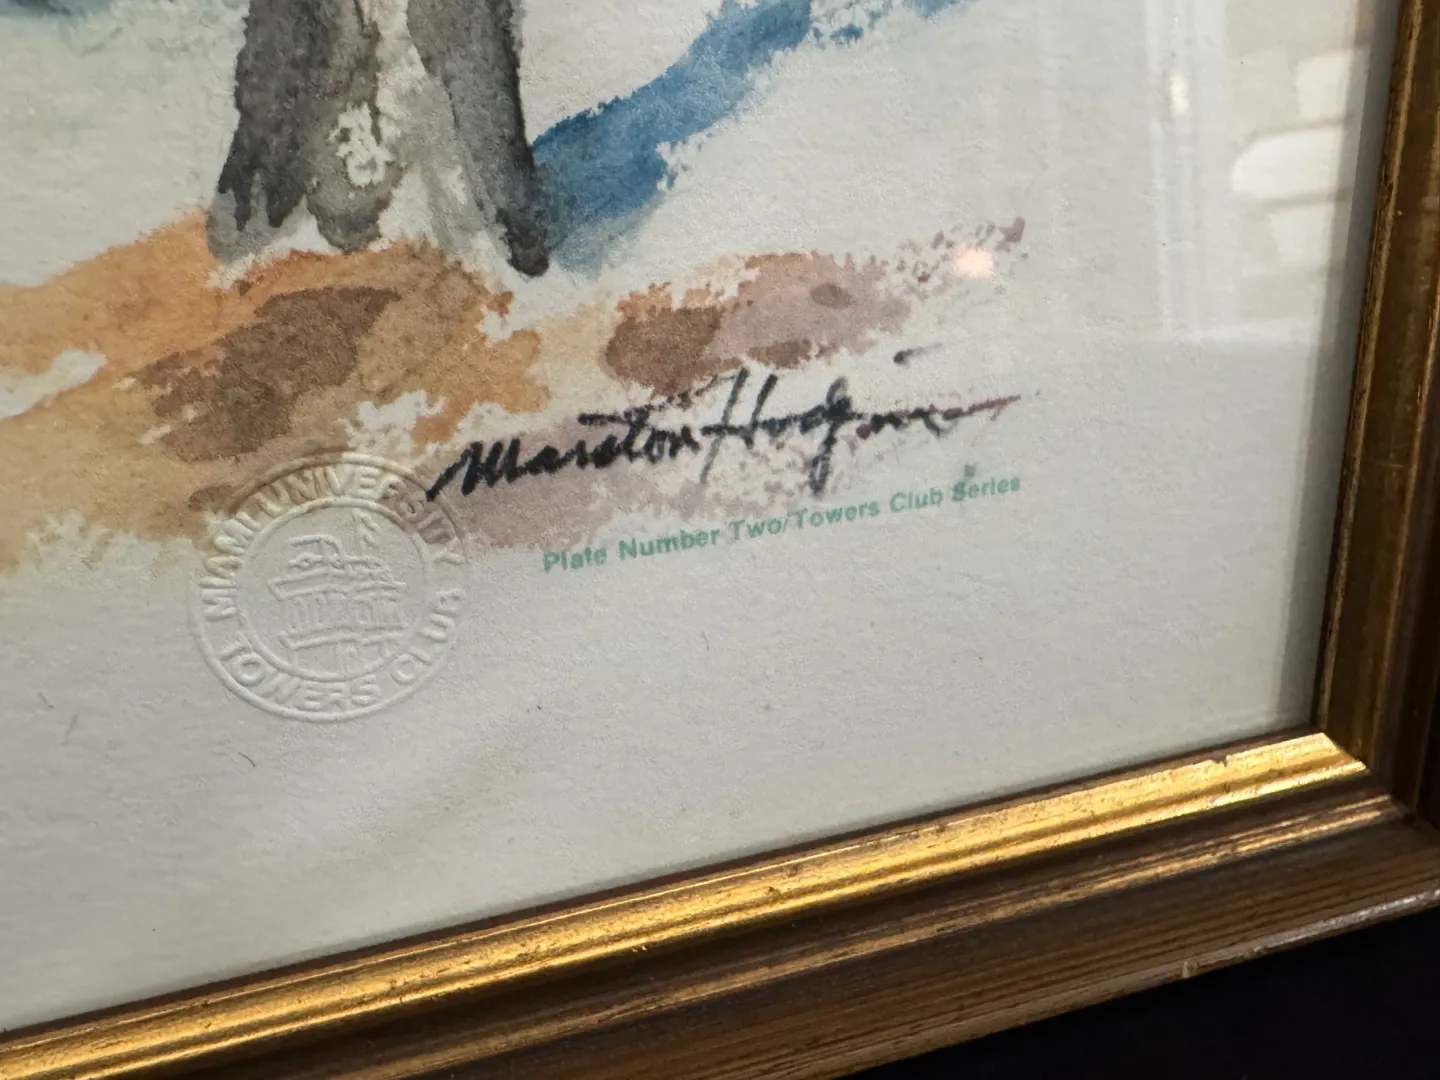 Marston Hodgin
Plate Number Two/Towers Club Series
MIAMI UNIVERSITY
TOWERS CLUB